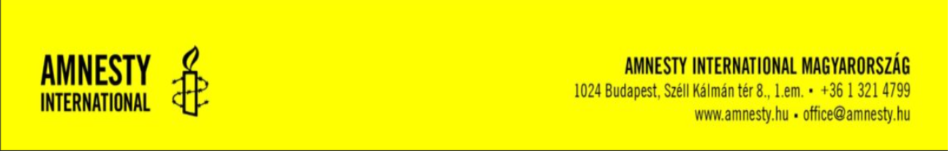 AMNESTY
INTERNATIONAL
AMNESTY INTERNATIONAL MAGYARORSZÁG
1024 Budapest, Széll Kálmán tér 8., 1.em. • +36 1 321 4799
www.amnesty.hu • office@amnesty.hu